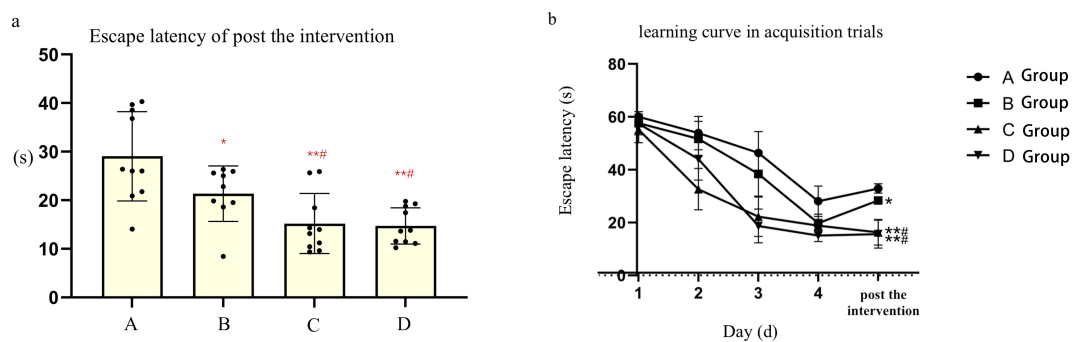 a
Escape latency of post the intervention
50
40
30
20
10
0
(s)
*
**#
**#
A
B
C
D
b
learning curve in acquisition trials
80
60
40
20
0
Escape latency (s)
*
**#
**#
1
2
3
4
post the
intervention
Day (d)
A Group
B Group
C Group
D Group